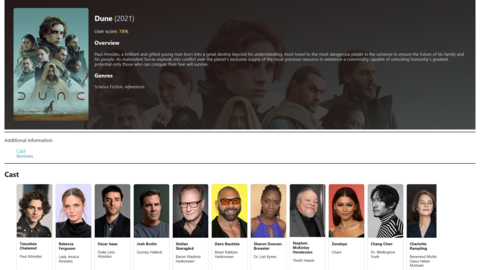 DUNE
Dune (2021)
User score: 78%
Overview
Paul Atreides, a brilliant and gifted young man born into a great destiny beyond his understanding, must travel to the most dangerous planet in the universe to ensure the future of his family and
his people. As malevolent forces explode into conflict over the planet's exclusive supply of the most precious resource in existence-a commodity capable of unlocking humanity's greatest
potential-only those who can conquer their fear will survive.
Genres
Science Fiction, Adventure
Additional information
Cast
Reviews
Cast
Timothée Chalamet
Paul Atreides
Rebecca Ferguson
Lady Jessica Atreides
Oscar Isaac
Duke Leto Atreides
Josh Brolin
Gurney Halleck
Stellan Skarsgård
Baron Vladimir Harkonnen
Dave Bautista
Beast Rabban Harkonnen
Sharon Duncan-Brewster
Dr. Liet Kynes
Stephen McKinley Henderson
Thufir Hawat
Zendaya
Chani
Chang Chen
Dr. Wellington Yueh
Charlotte Rampling
Reverend Mother Gaius Helen Mohiam